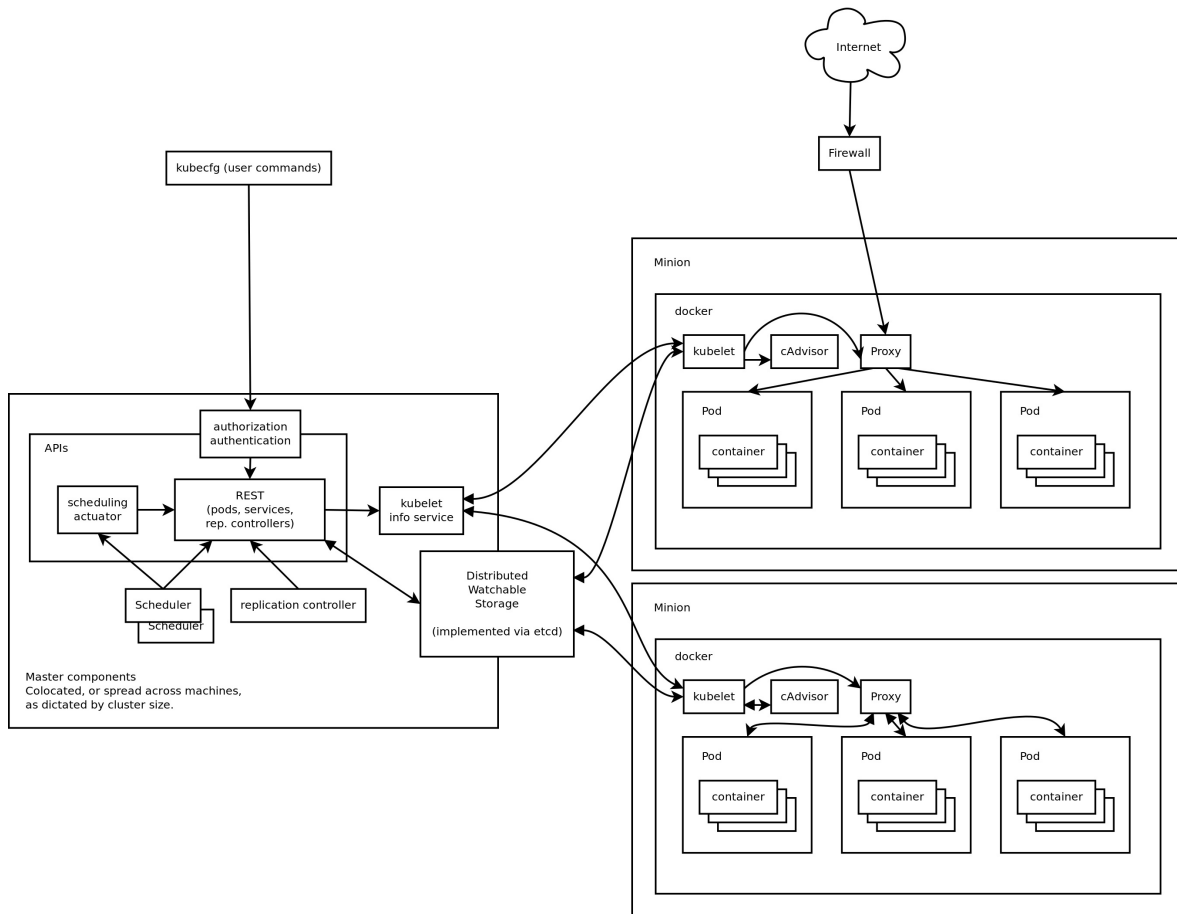 Internet
Firewall
kubecfg (user commands)
Minion
docker
kubelet
cAdvisor
Proxy
Pod
container
Pod
container
Pod
container
authorization
authentication
APIs
scheduling
actuator
REST
(pods, services,
rep. controllers)
kubelet
info service
Distributed
Watchable
Storage
(implemented via etcd)
Scheduler
Scheduler
replication controller
Master components
Colocated, or spread across machines,
as dictated by cluster size.
Minion
docker
kubelet
cAdvisor
Proxy
Pod
container
Pod
container
Pod
container